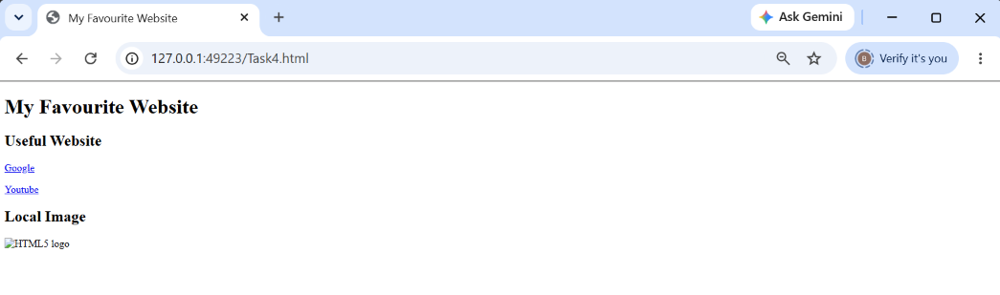 My Favourite Website
Ask Gemini
127.0.0.1:49223/Task4.html
B
Verify it's you
My Favourite Website
Useful Website
Google
Youtube
Local Image
HTML5 logo